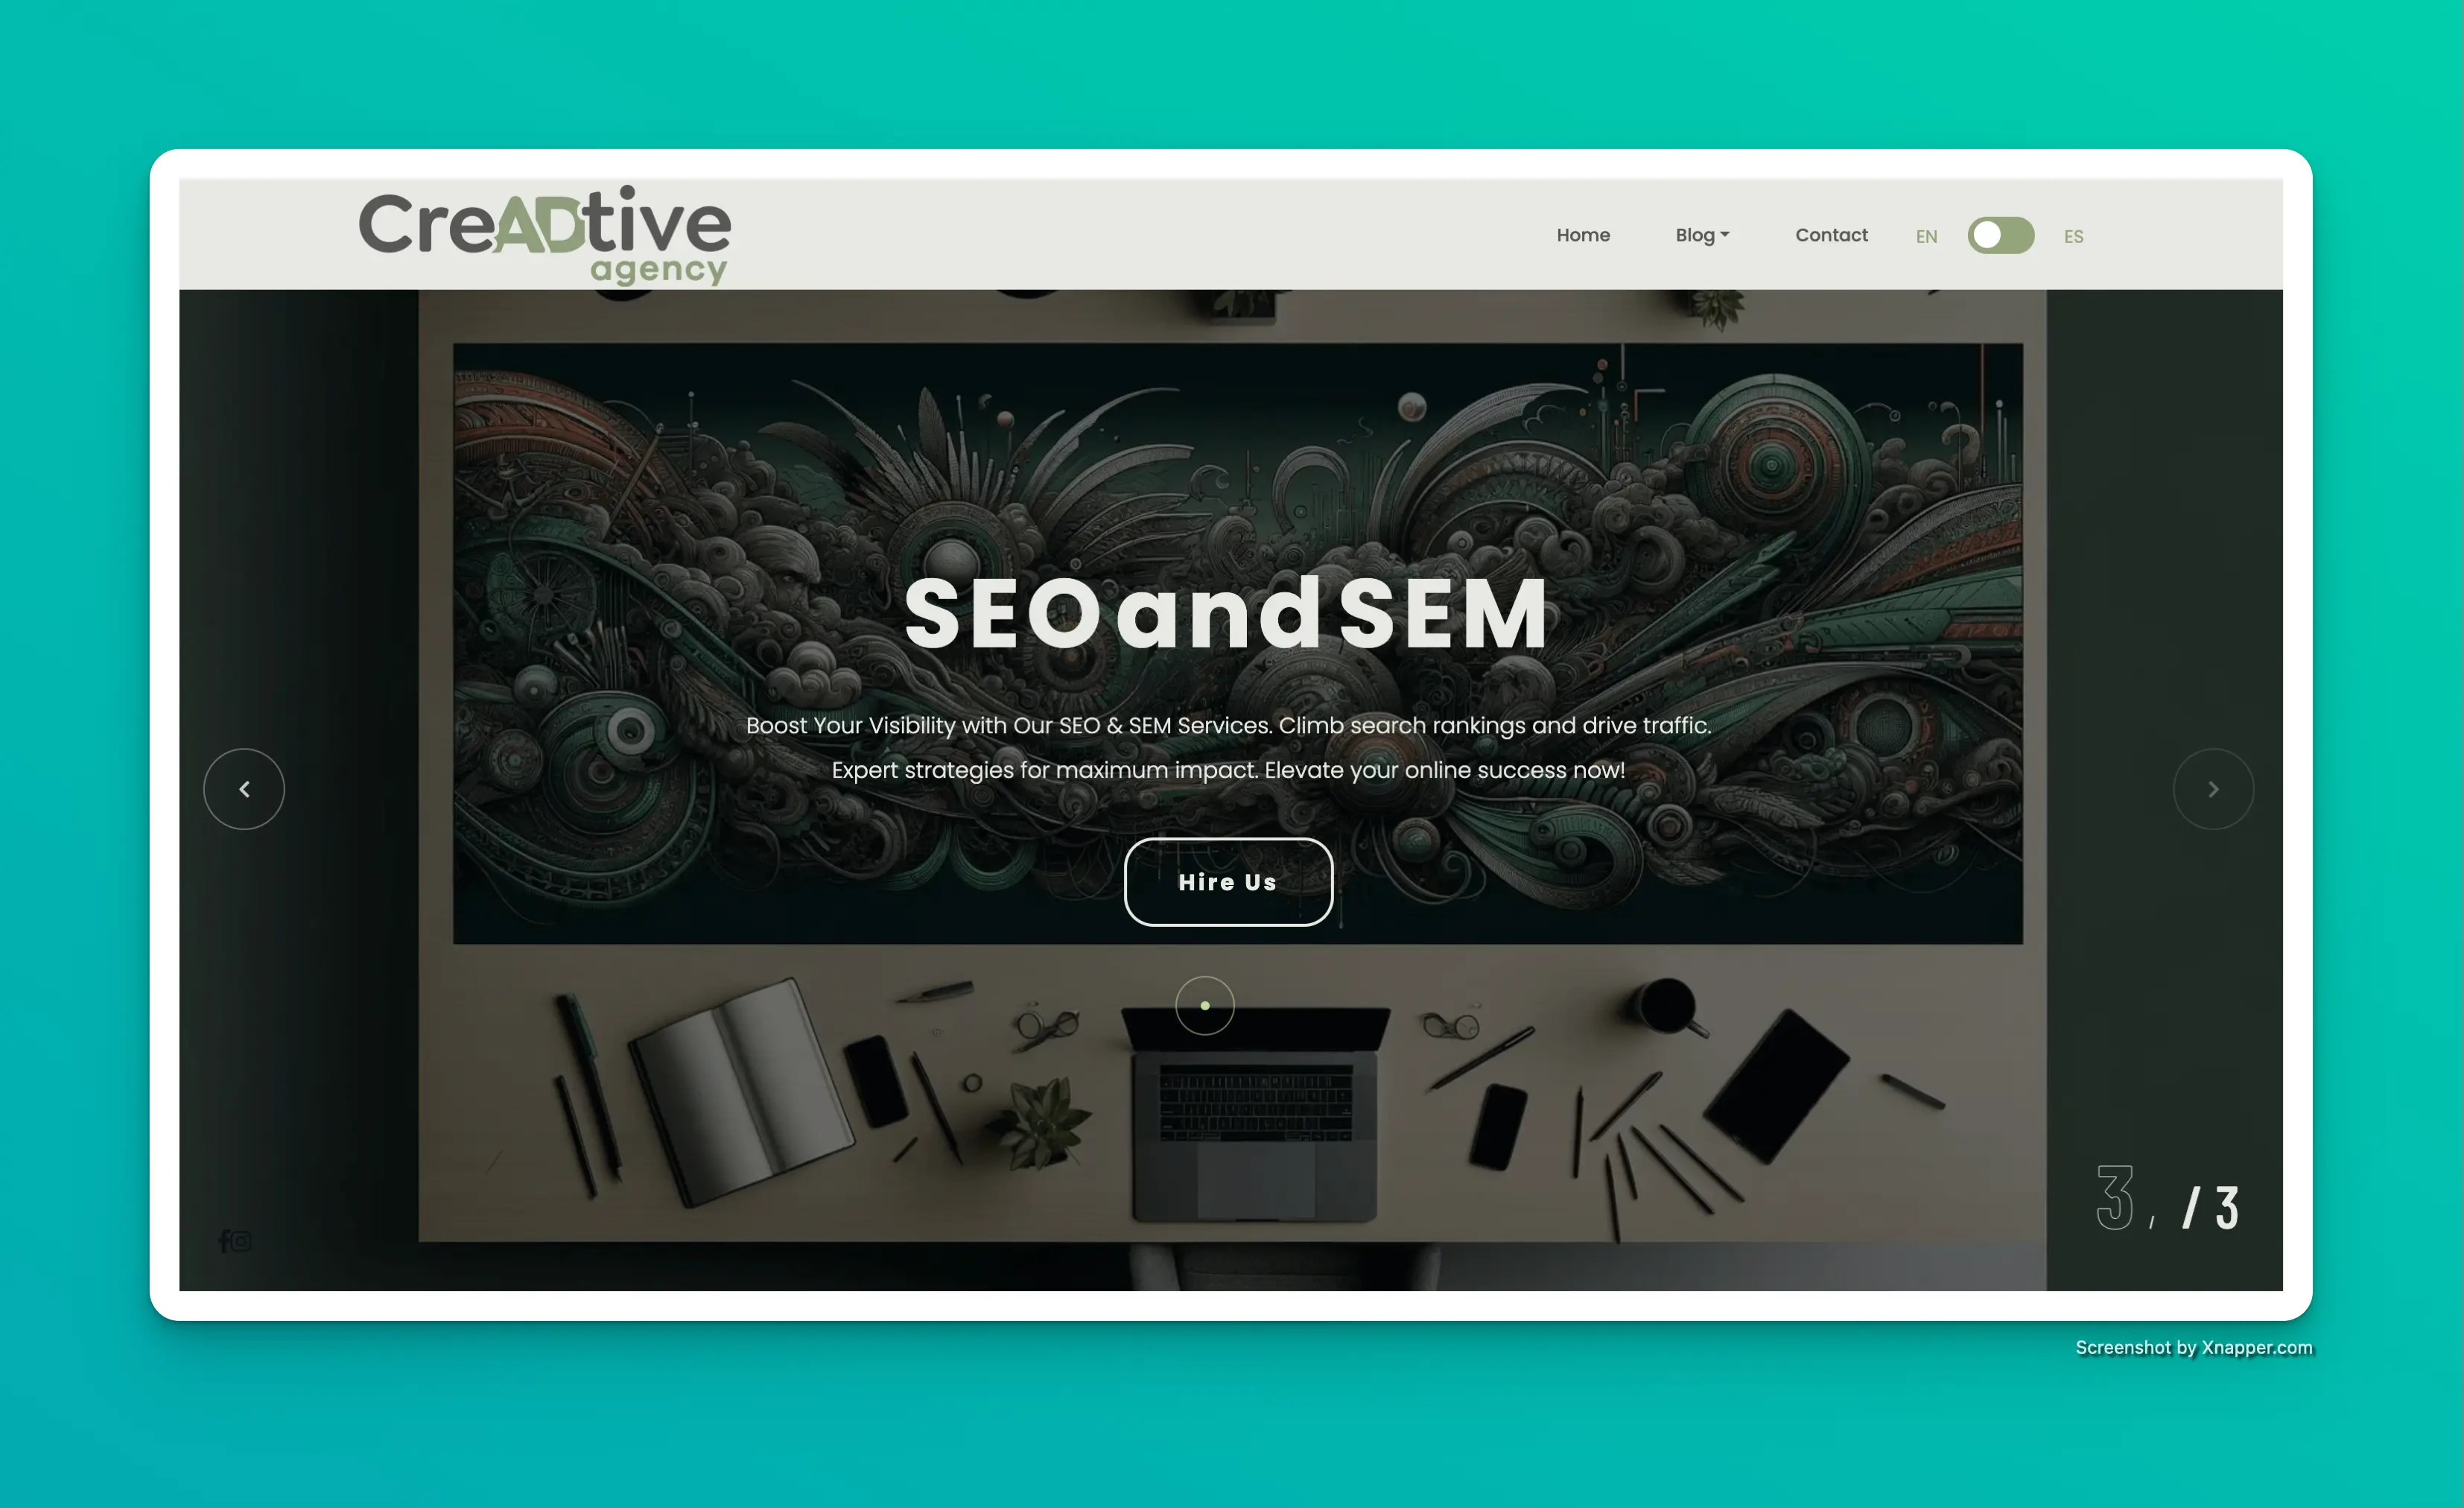 CreADtive
agency
Home
Blog
Contact
EN
ES
SEO and SEM
Boost Your Visibility with Our SEO & SEM Services. Climb search rankings and drive traffic.
Expert strategies for maximum impact. Elevate your online success now!
Hire Us
3 / / 3
Screenshot by Xnapper.com